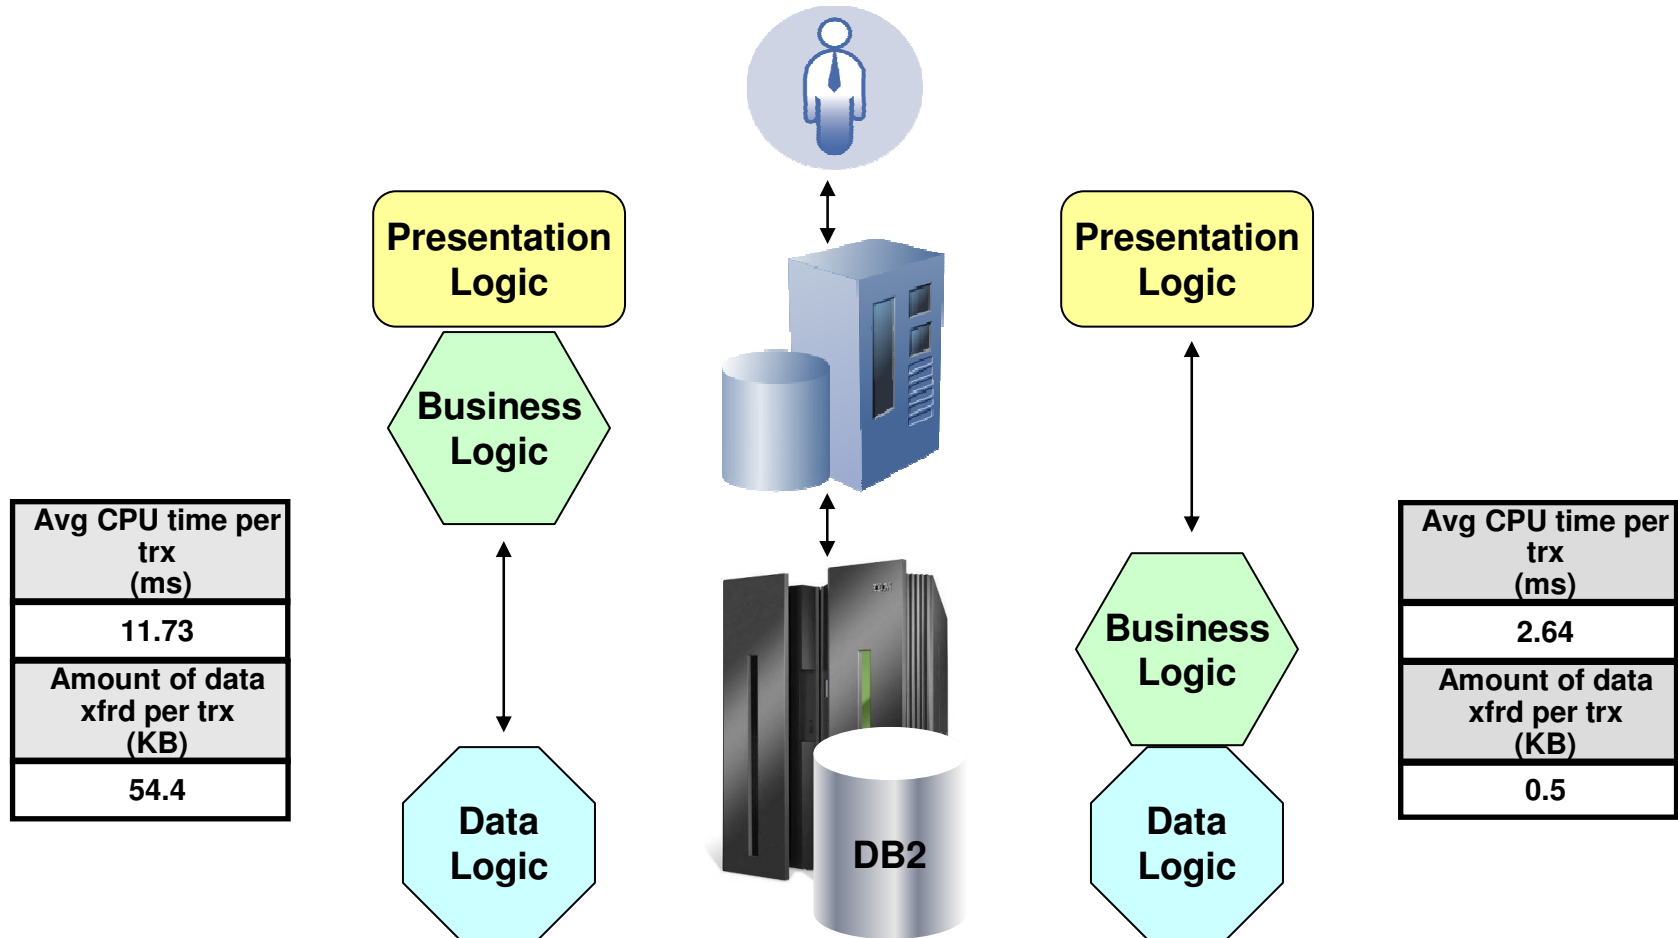 Presentation
Logic
Business
Logic
Data
Logic
Avg CPU time per
trx
(ms)
11.73
Amount of data
xfrd per trx
(KB)
54.4
IBM
DB2
Presentation
Logic
Business
Logic
Data
Logic
Avg CPU time per
trx
(ms)
2.64
Amount of data
xfrd per trx
(KB)
0.5